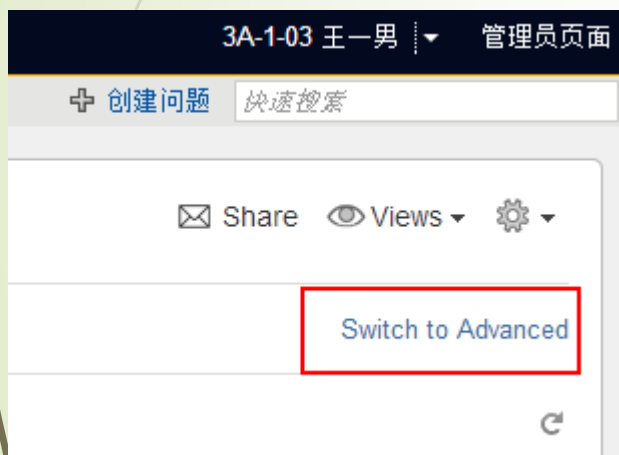 3A-1-03 王一男 管理员页面
创建问题 快速搜索
Share Views
Switch to Advanced